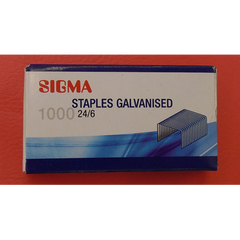 SIGMA
STAPLES GALVANISED
1000 24/6